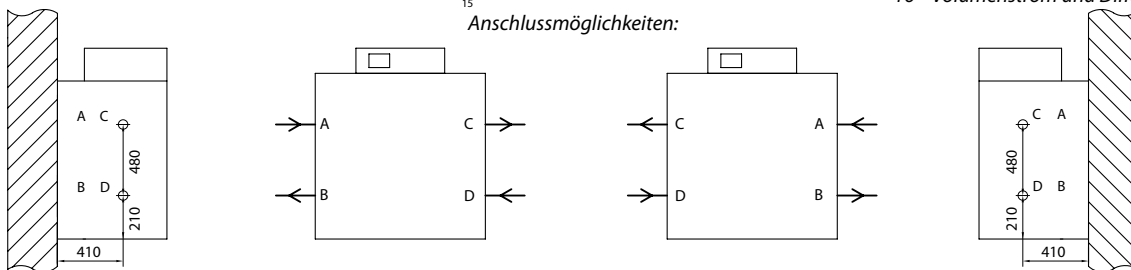 15
Anschlussmöglichkeiten:
A C
B D
480
210
410
A
B
C
D
C
D
A
B
C A
D B
480
210
410